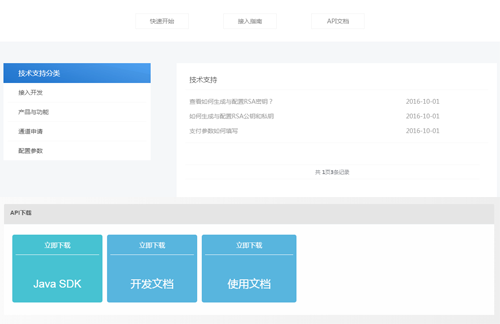 快速开始
接入指南
API文档
技术支持分类
接入开发
产品与功能
通道申请
配置参数
技术支持
商者如何生成与配置RSA密钥？ 2016-10-01
如何生成与配置RSA公钥和私钥 2016-10-01
支付参数如何填写 2016-10-01
共 1页3条记录
API下载
立即下载
Java SDK
立即下载
开发文档
立即下载
使用文档